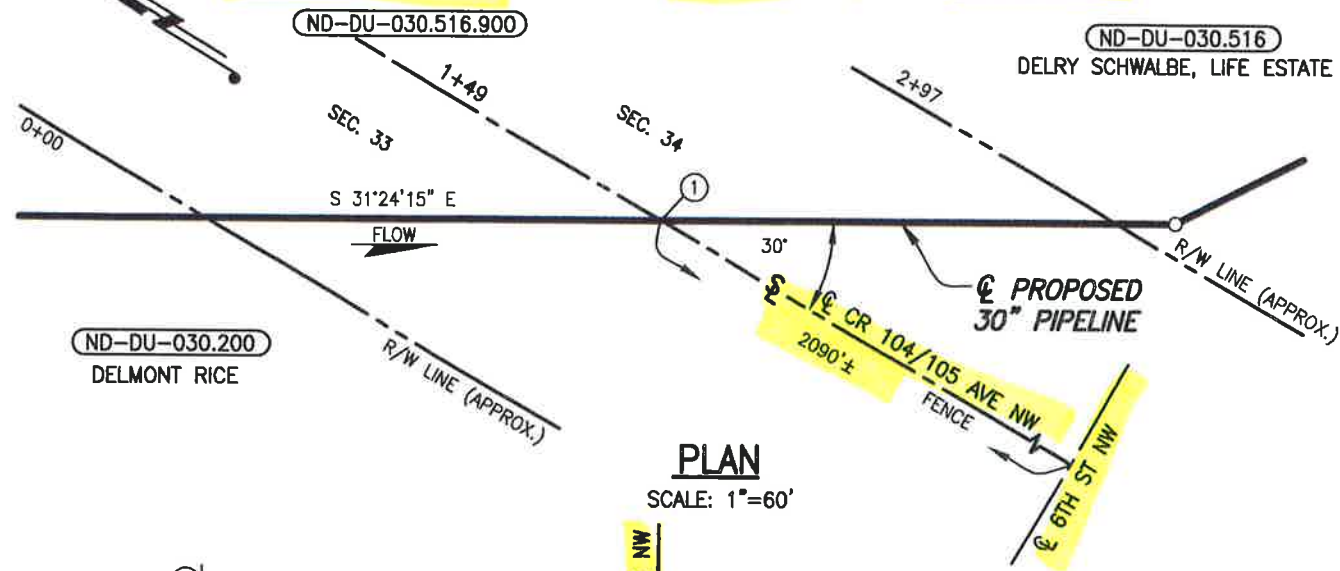 ND-DU-030.516.900
ND-DU-030.516
DELRY SCHWALBE, LIFE ESTATE
0+00
SEC. 33
1+49
SEC. 34
2+97
S 31°24'15" E
FLOW
1
30°
℄ PROPOSED
30" PIPELINE
R/W LINE (APPROX.)
ND-DU-030.200
DELMONT RICE
R/W LINE (APPROX.)
℄ CR 104/105 AVE NW
2090'±
FENCE
℄ 6TH ST NW
PLAN
SCALE: 1"=60'
NW